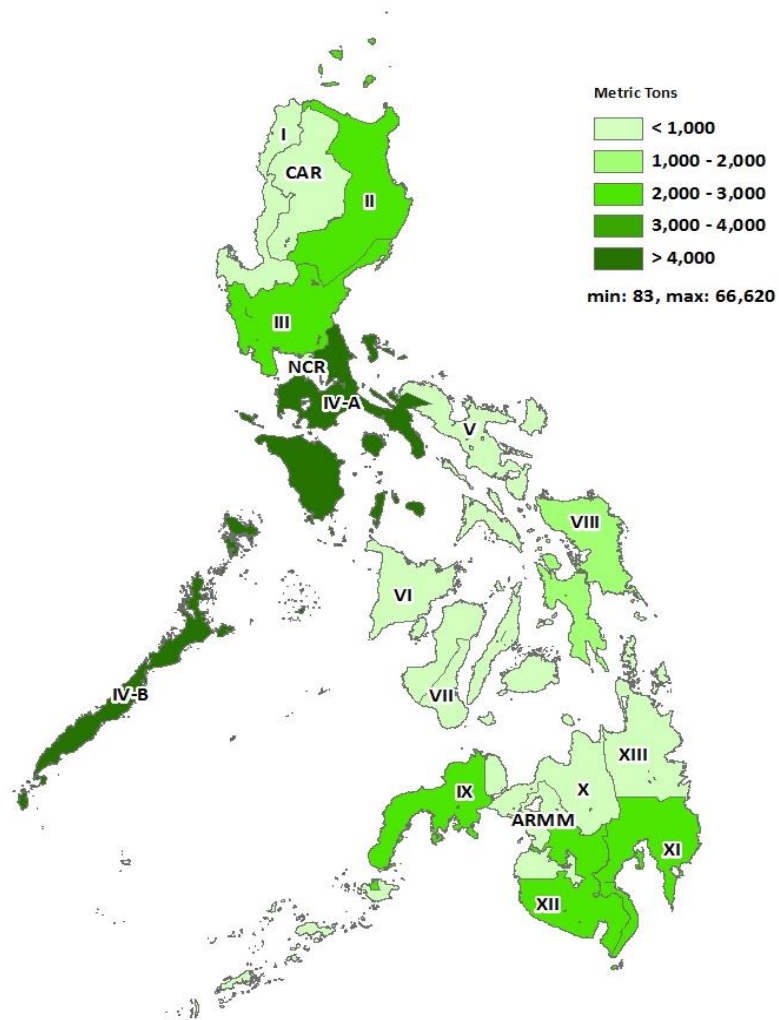 Metric Tons
< 1,000
1,000 - 2,000
2,000 - 3,000
3,000 - 4,000
> 4,000
min: 83, max: 66,620
I
CAR
II
III
NCR
IV-A
V
VIII
VI
VII
IV-B
XIII
IX
X
ARMM
XI
XII